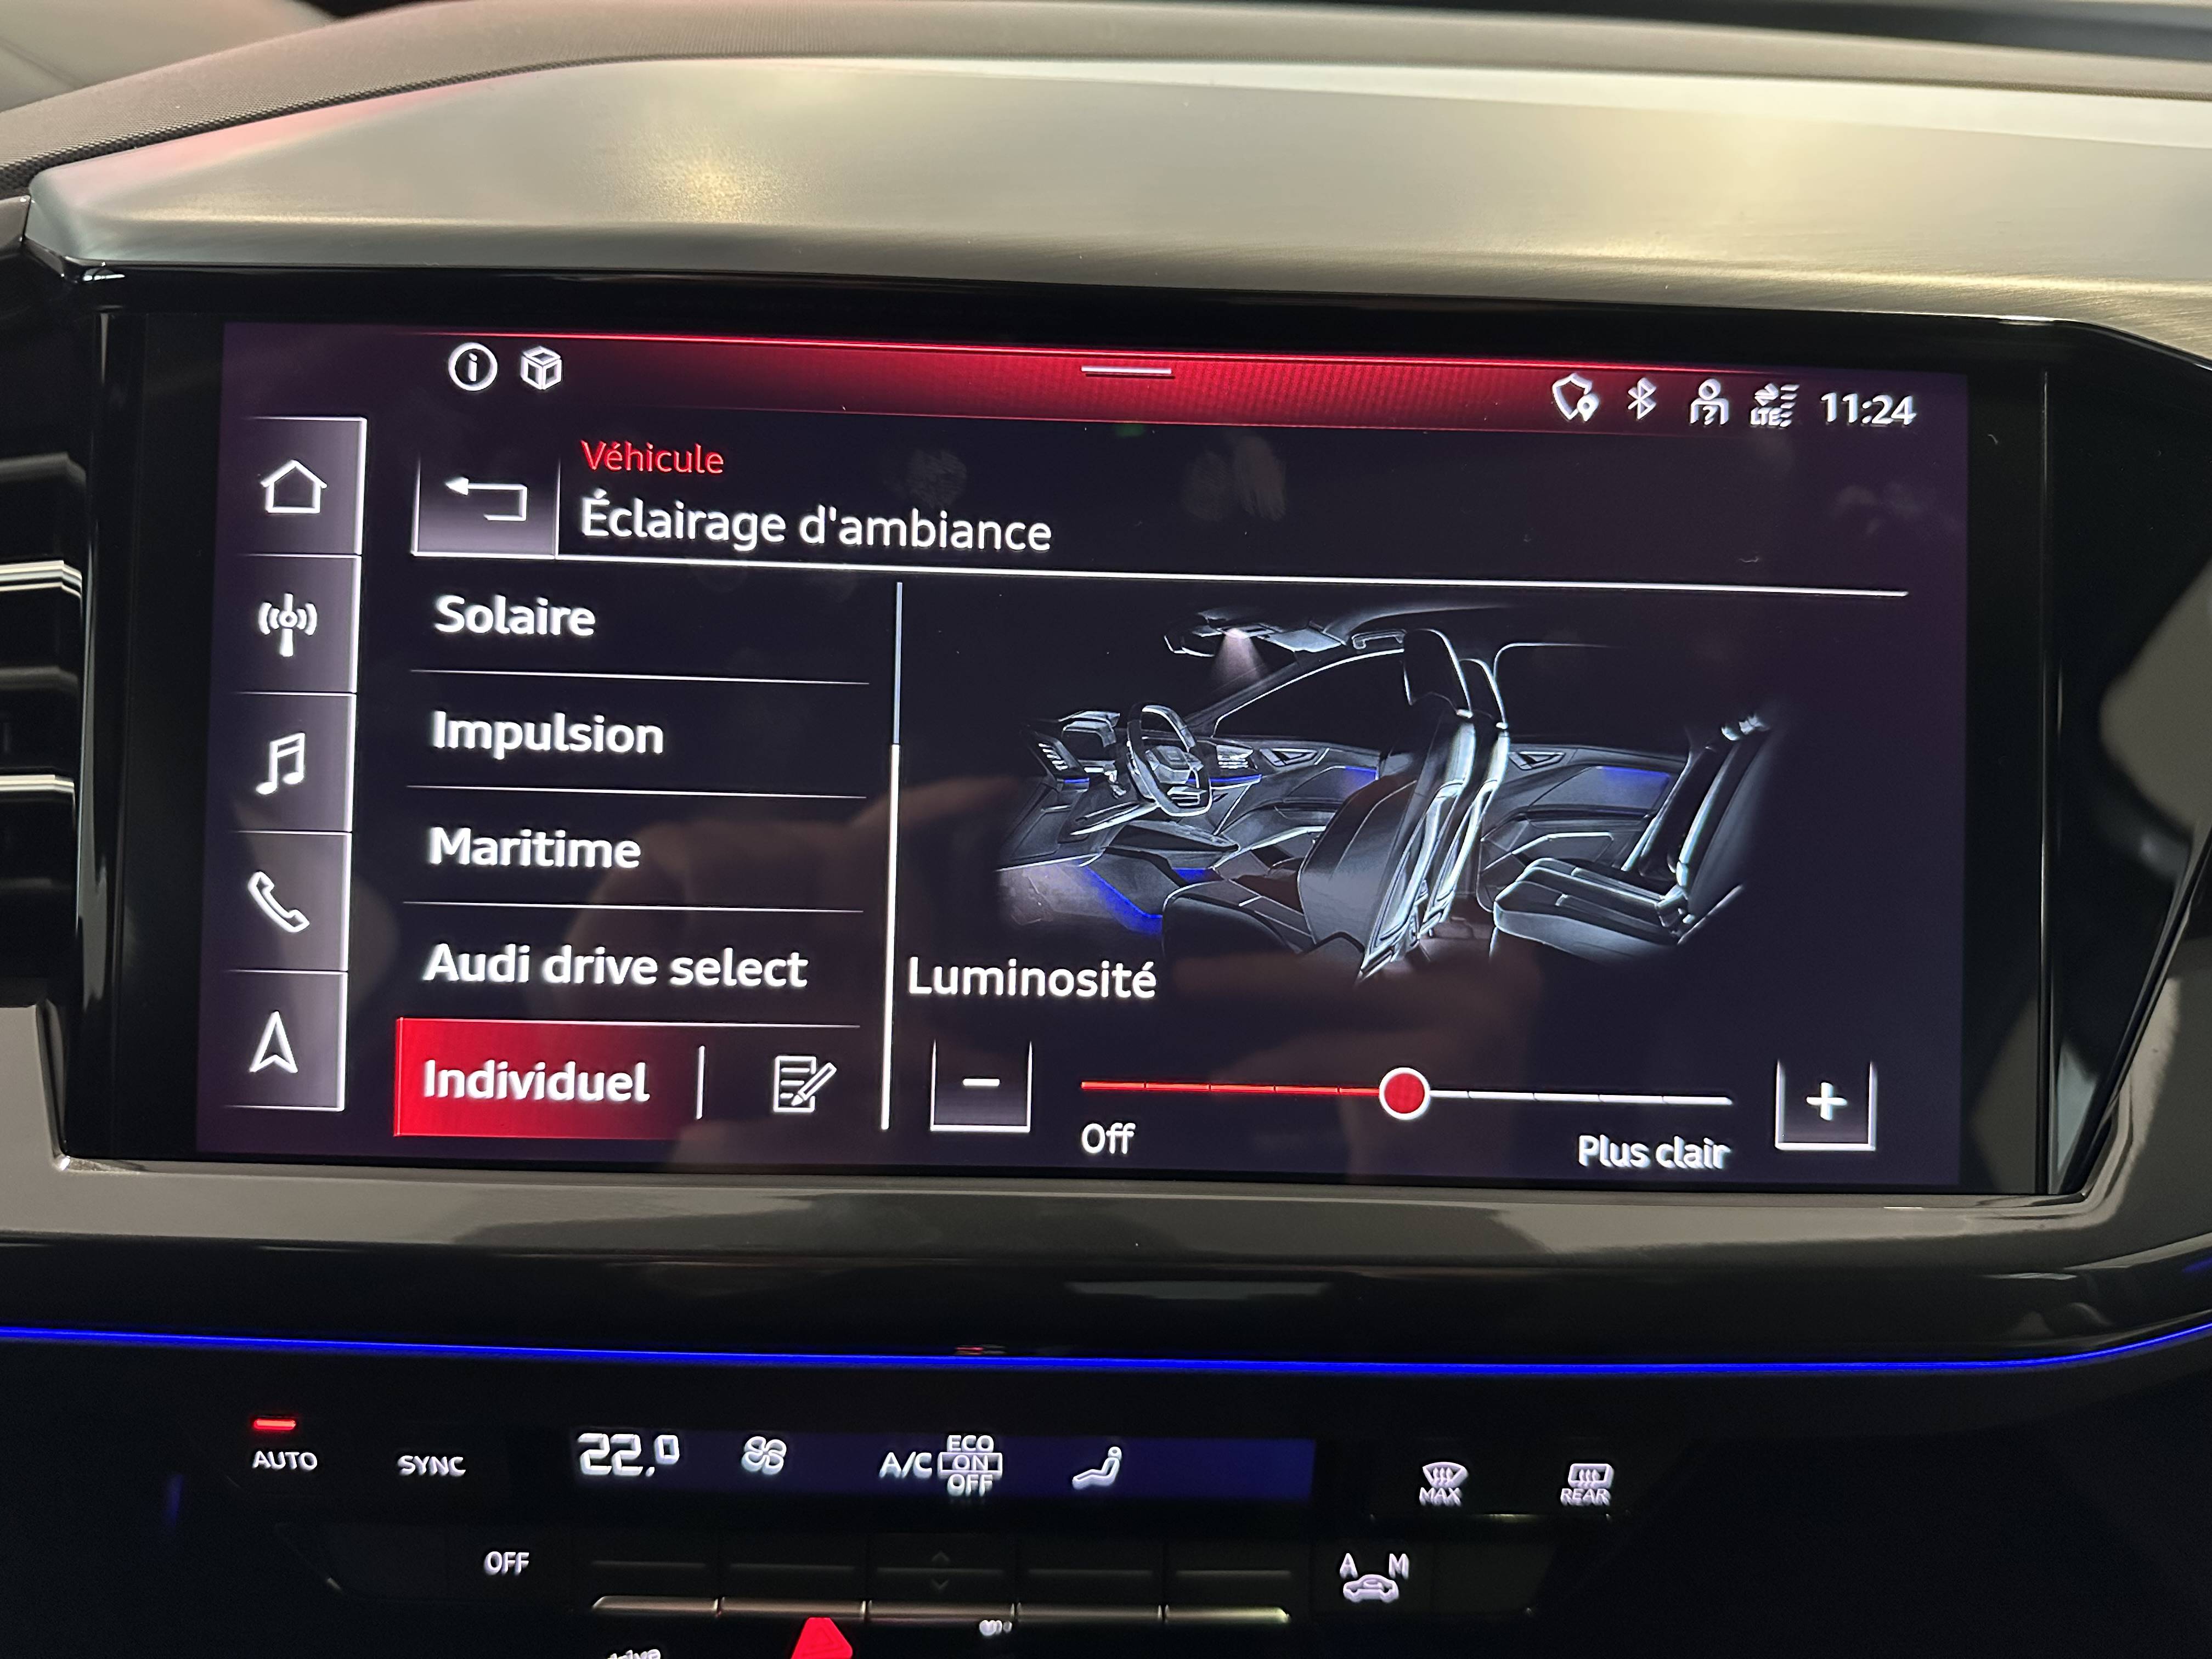 LTE 11:24
Véhicule
Éclairage d'ambiance
Solaire
Impulsion
Maritime
Audi drive select
Individuel
Luminosité
Off
Plus clair
AUTO
SYNC
22.0
A/C
ECO
ON
OFF
MAX
REAR
OFF
A M